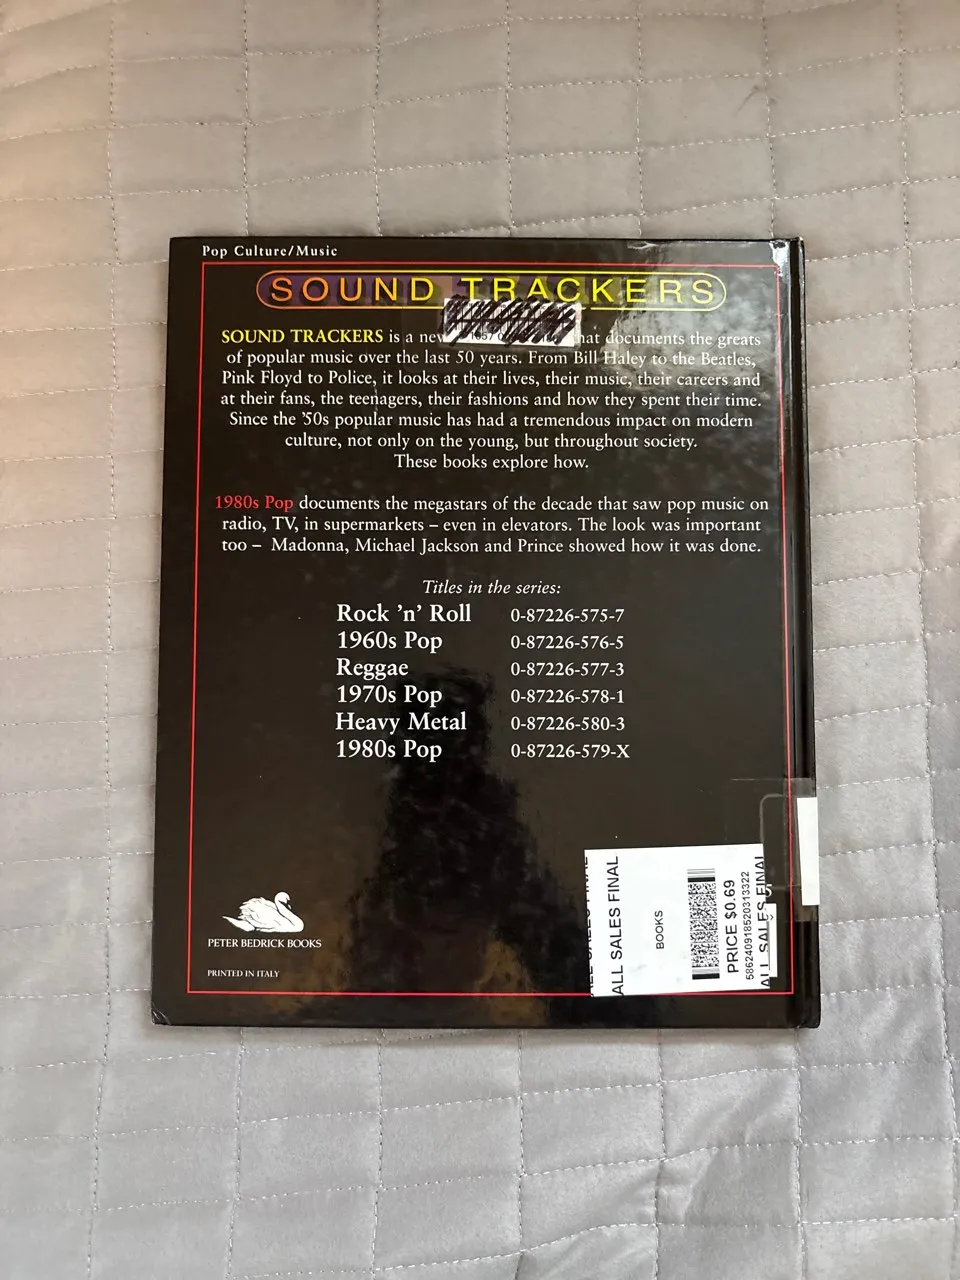 Pop Culture/Music
SOUND TRACKERS
SOUND TRACKERS is a new that documents the greats
of popular music over the last 50 years. From Bill Haley to the Beatles,
Pink Floyd to Police, it looks at their lives, their music, their careers and
at their fans, the teenagers, their fashions and how they spent their time.
Since the '50s popular music has had a tremendous impact on modern
culture, not only on the young, but throughout society.
These books explore how.
1980s Pop documents the megastars of the decade that saw pop music on
radio, TV, in supermarkets – even in elevators. The look was important
too – Madonna, Michael Jackson and Prince showed how it was done.
Titles in the series:
Rock 'n' Roll 0-87226-575-7
1960s Pop 0-87226-576-5
Reggae 0-87226-577-3
1970s Pop 0-87226-578-1
Heavy Metal 0-87226-580-3
1980s Pop 0-87226-579-X
PETER BEDRICK BOOKS
PRINTED IN ITALY
ALL SALES FINAL
BOOKS
PRICE $0.69
586240918520313322
ALL SALES FINAL